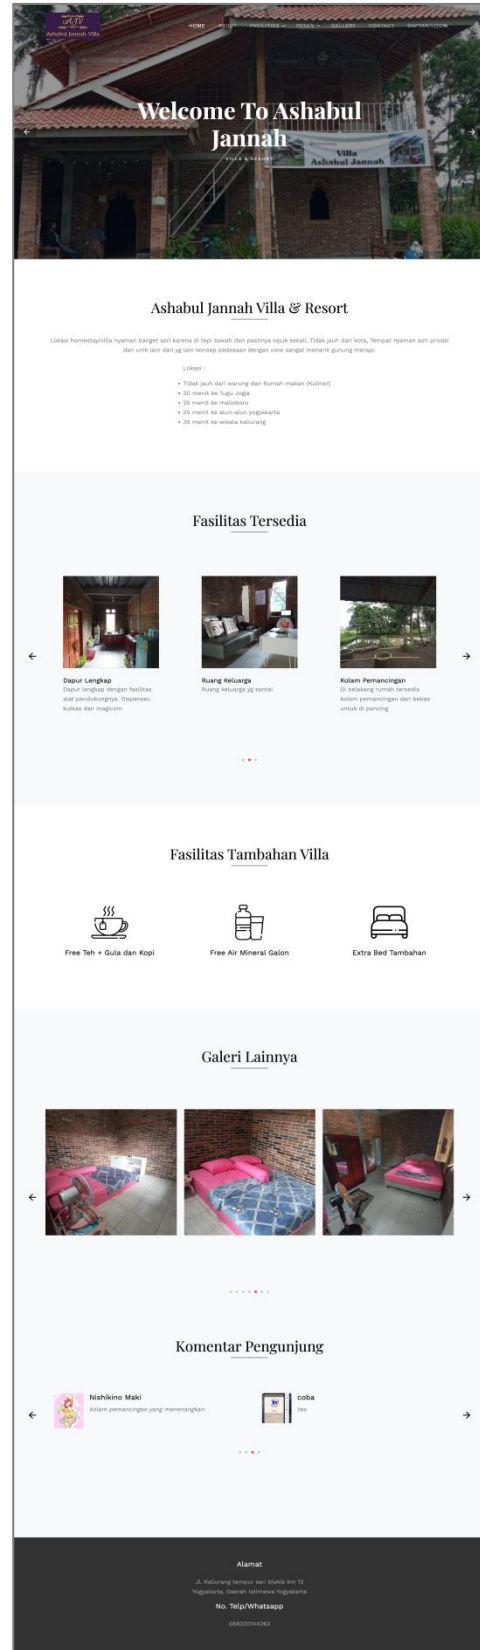 AJV
Ashabul Jannah Villa
HOME ABOUT FACILITIES PESAN GALLERY CONTACT DAFTAR/LOGIN
Welcome To Ashabul
Jannah
VILLA & RESORT
Villa
Ashabul Jannah
Ashabul Jannah Villa & Resort
Lokasi homestay/villa nyaman banget asri karena di tepi sawah dan pastinya sejuk sekali. Tidak jauh dari kota, Tempat nyaman asri privasi
dan unik lain dari yg lain konsep pedesaan dengan view sangat menarik gunung merapi.
Lokasi :
• Tidak jauh dari warung dan Rumah makan (Kuliner)
• 20 menit ke Tugu Jogja
• 25 menit ke malioboro
• 25 menit ke alun-alun yogyakarta
• 35 menit ke wisata kaliurang
Fasilitas Tersedia
Dapur Lengkap
Dapur lengkap dengan fasilitas
alat pendukungnya. Dispenser,
kulkas dan magicom
Ruang Keluarga
Ruang keluarga yg santai
Kolam Pemancingan
Di belakang rumah tersedia
kolam pemancingan dan bebas
untuk di pancing
Fasilitas Tambahan Villa
Free Teh + Gula dan Kopi
Free Air Mineral Galon
Extra Bed Tambahan
Galeri Lainnya
Komentar Pengunjung
Nishikino Maki
kolam pemancingan yang menenangkan
coba
tes
Alamat
Jl. Kaliurang tempur sari blekik km 12
Yogyakarta, Daerah Istimewa Yogyakarta
No. Telp/Whatsapp
088220144263